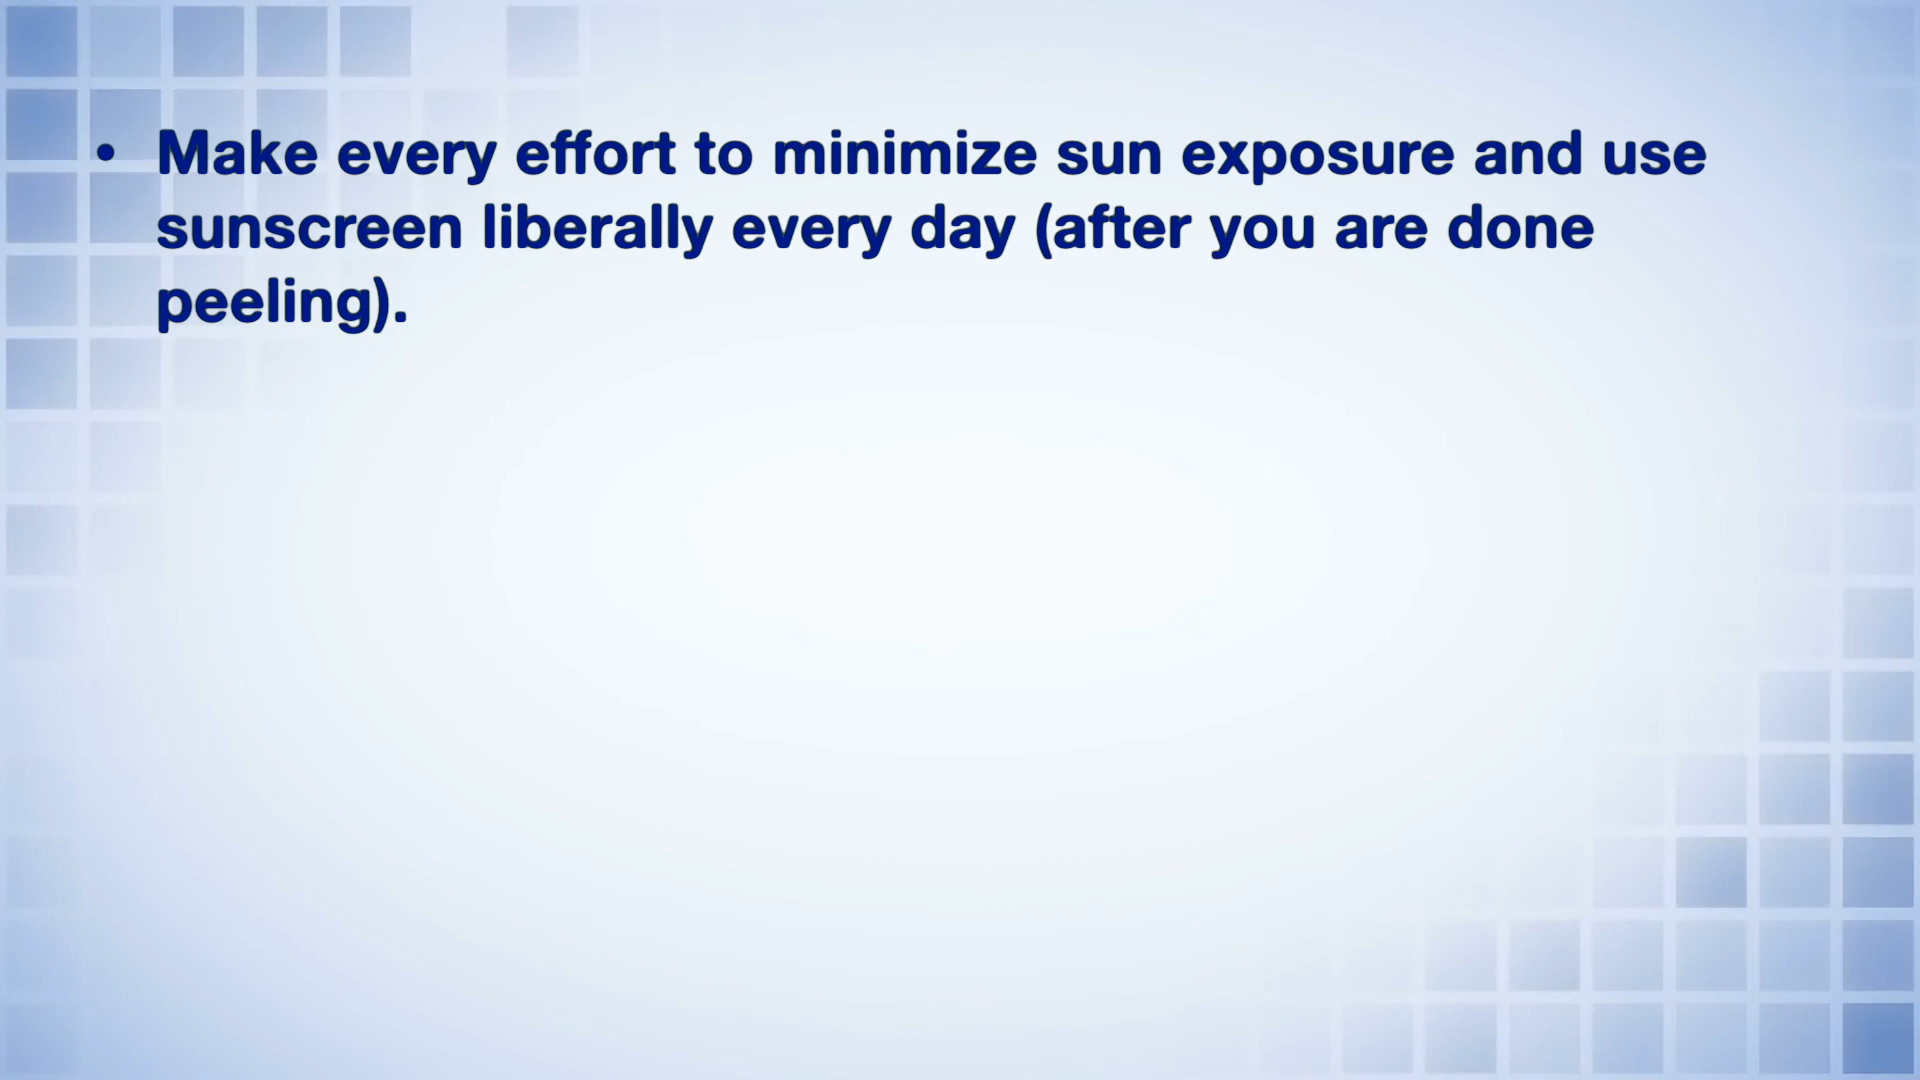 • Make every effort to minimize sun exposure and use
sunscreen liberally every day (after you are done
peeling).